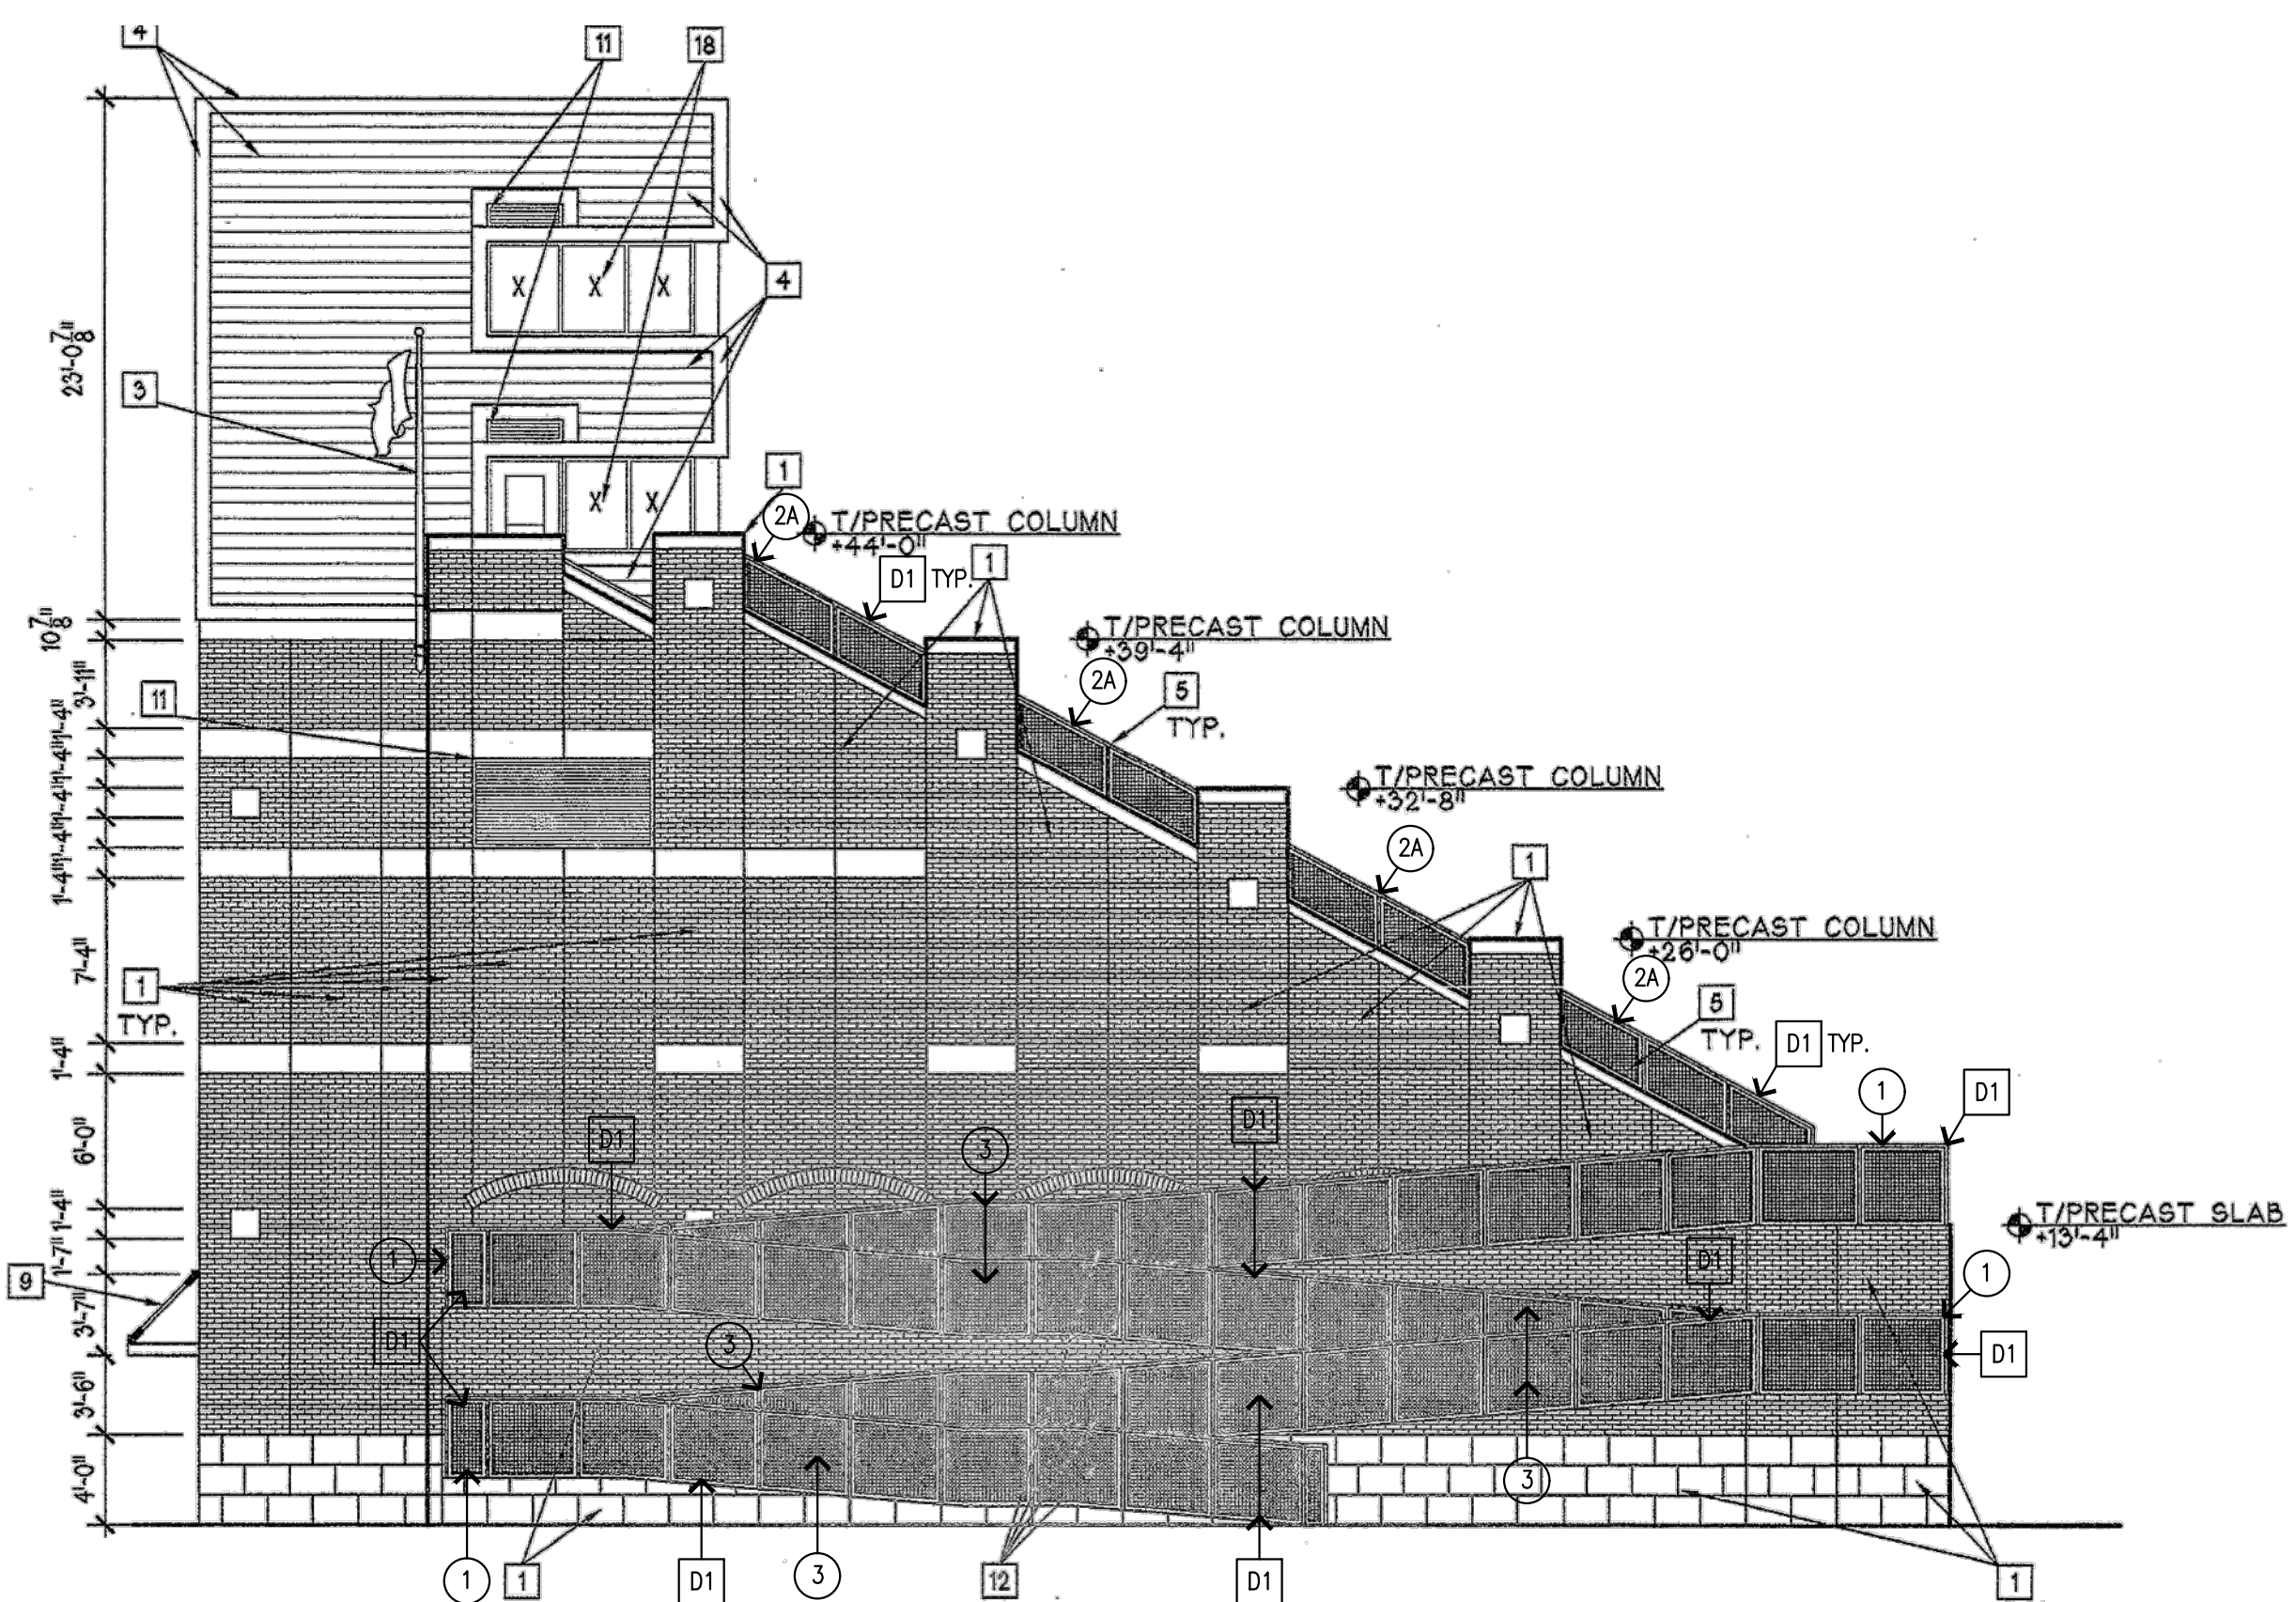 4
11
18
4
23'-0 7/8"
3
1
2A
T/PRECAST COLUMN
+44'-0"
D1 TYP.
1
10 7/8"
T/PRECAST COLUMN
+39'-4"
3'-11"
11
2A
5
TYP.
1'-4"
1'-4"
1'-4"
1'-4"
1'-4"
T/PRECAST COLUMN
+32'-8"
2A
1
T/PRECAST COLUMN
+26'-0"
2A
7'-4"
1
TYP.
5
TYP.
D1 TYP.
1'-4"
1
D1
6'-0"
D1
3
D1
1'-4"
T/PRECAST SLAB
+13'-4"
1'-7"
1
D1
1
9
3'-7"
D1
3
D1
3'-6"
4'-0"
3
1
1
D1
3
12
D1
1
X X X
X X